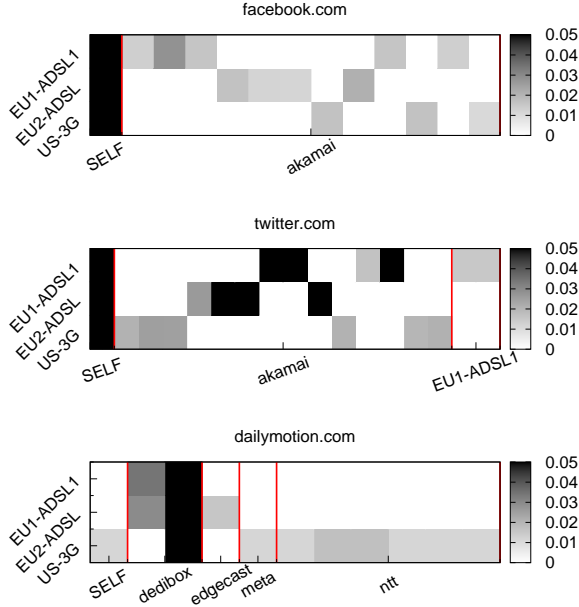 facebook.com
EU1-ADSL1
EU2-ADSL
US-3G
SELF
akamai
0.05
0.04
0.03
0.02
0.01
0
twitter.com
EU1-ADSL1
EU2-ADSL
US-3G
SELF
akamai
EU1-ADSL1
0.05
0.04
0.03
0.02
0.01
0
dailymotion.com
EU1-ADSL1
EU2-ADSL
US-3G
SELF
dedibox
edgecast
meta
ntt
0.05
0.04
0.03
0.02
0.01
0